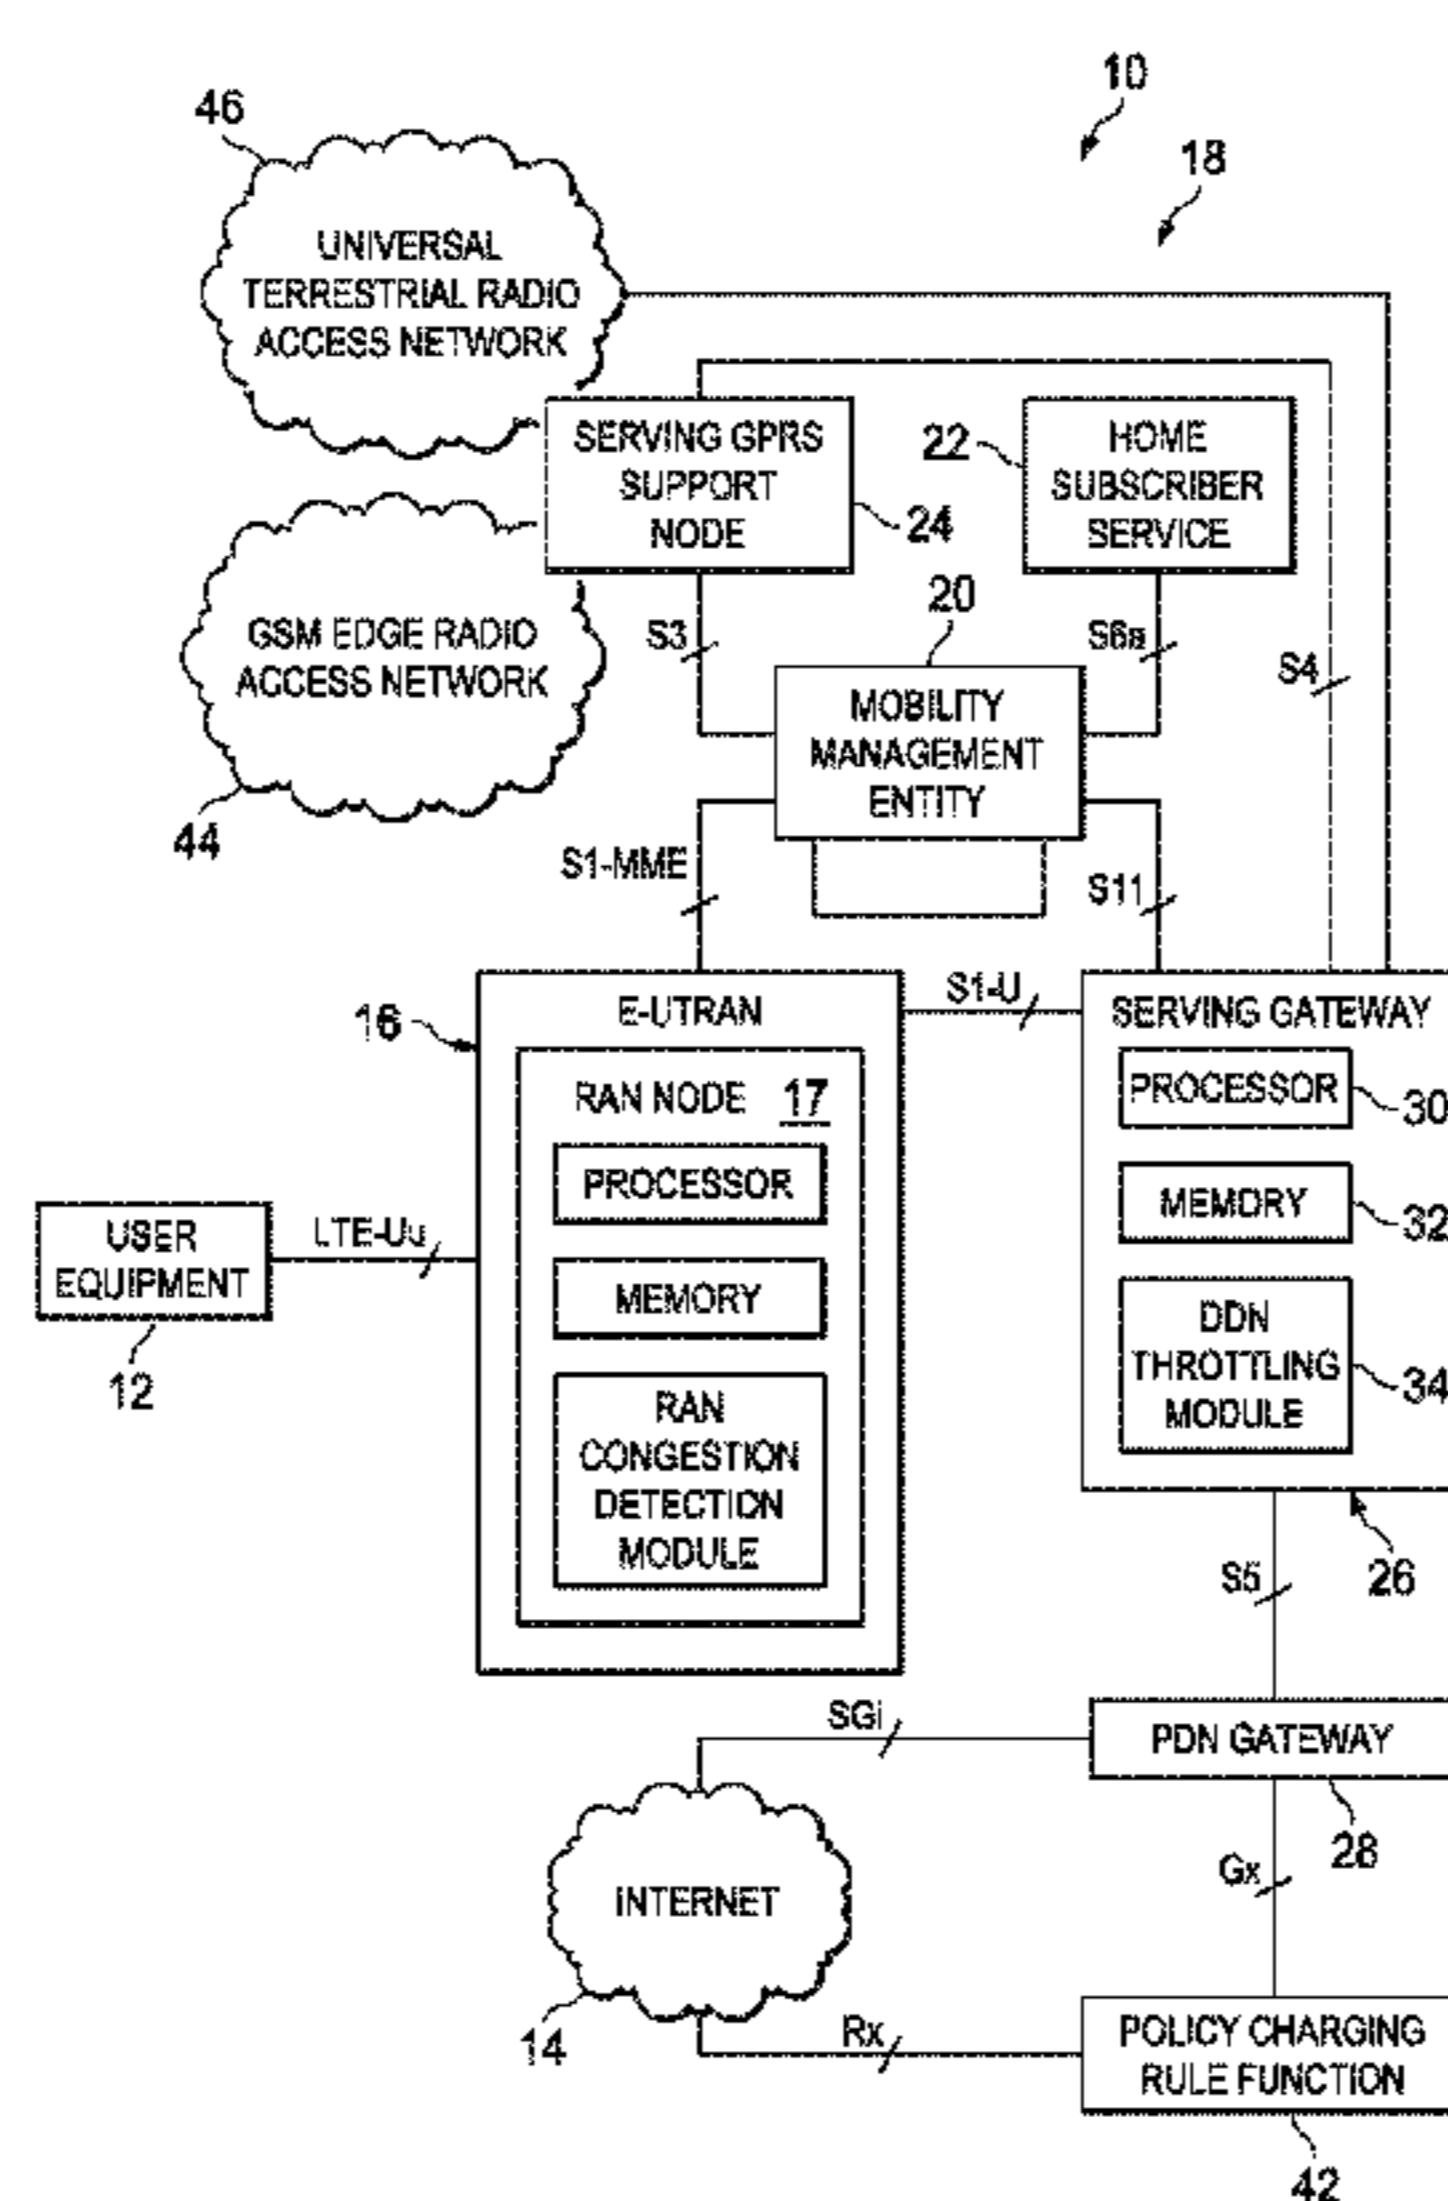 10
46
18
UNIVERSAL
TERRESTRIAL RADIO
ACCESS NETWORK
SERVING GPRS
SUPPORT
NODE
24
22
HOME
SUBSCRIBER
SERVICE
GSM EDGE RADIO
ACCESS NETWORK
44
S3
20
S6a
S4
MOBILITY
MANAGEMENT
ENTITY
S1-MME
S11
16
E-UTRAN
S1-U
SERVING GATEWAY
RAN NODE 17
PROCESSOR
MEMORY
RAN
CONGESTION
DETECTION
MODULE
PROCESSOR
30
MEMORY
32
DDN
THROTTLING
MODULE
34
USER
EQUIPMENT
12
LTE-Uu
S5
26
SGi
PDN GATEWAY
28
INTERNET
14
Gx
Rx
POLICY CHARGING
RULE FUNCTION
42